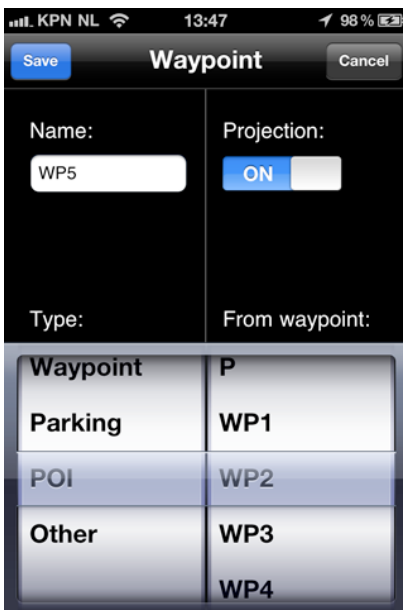 KPN NL 13:47 98%
Save Waypoint Cancel
Name: Projection:
WP5 ON
Type: From waypoint:
Waypoint P
Parking WP1
POI WP2
Other WP3
WP4